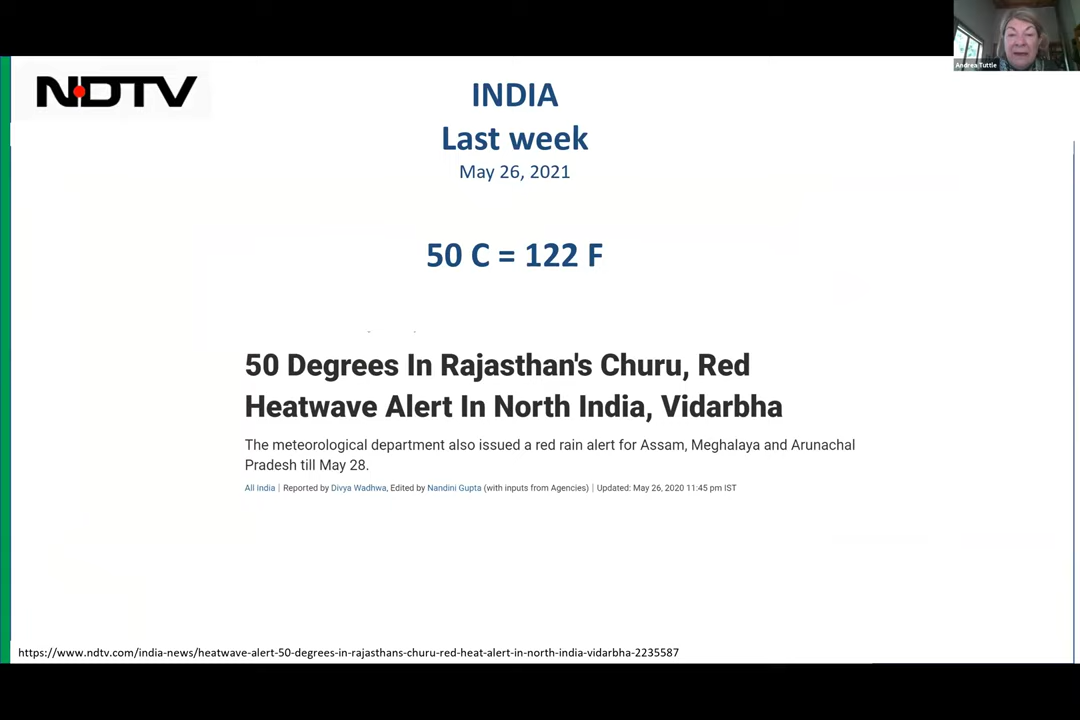 Andrea Tuttle
NDTV
INDIA
Last week
May 26, 2021
50 C = 122 F
50 Degrees In Rajasthan's Churu, Red
Heatwave Alert In North India, Vidarbha
The meteorological department also issued a red rain alert for Assam, Meghalaya and Arunachal
Pradesh till May 28.
All India | Reported by Divya Wadhwa, Edited by Nandini Gupta (with inputs from Agencies) | Updated: May 26, 2020 11:45 pm IST
https://www.ndtv.com/india-news/heatwave-alert-50-degrees-in-rajasthans-churu-red-heat-alert-in-north-india-vidarbha-2235587